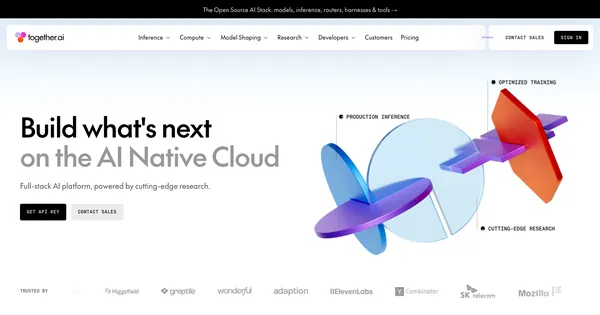 The Open Source AI Stack: models, inference, routers, harnesses & tools →
together.ai Inference Compute Model Shaping Research Developers Customers Pricing CONTACT SALES SIGN IN
OPTIMIZED TRAINING
PRODUCTION INFERENCE
Build what's next
on the AI Native Cloud
Full-stack AI platform, powered by cutting-edge research.
GET API KEY CONTACT SALES
CUTTING-EDGE RESEARCH
TRUSTED BY Higgsfield greptile wonderful adaption IIElevenLabs Y Combinator SK telecom Mozilla